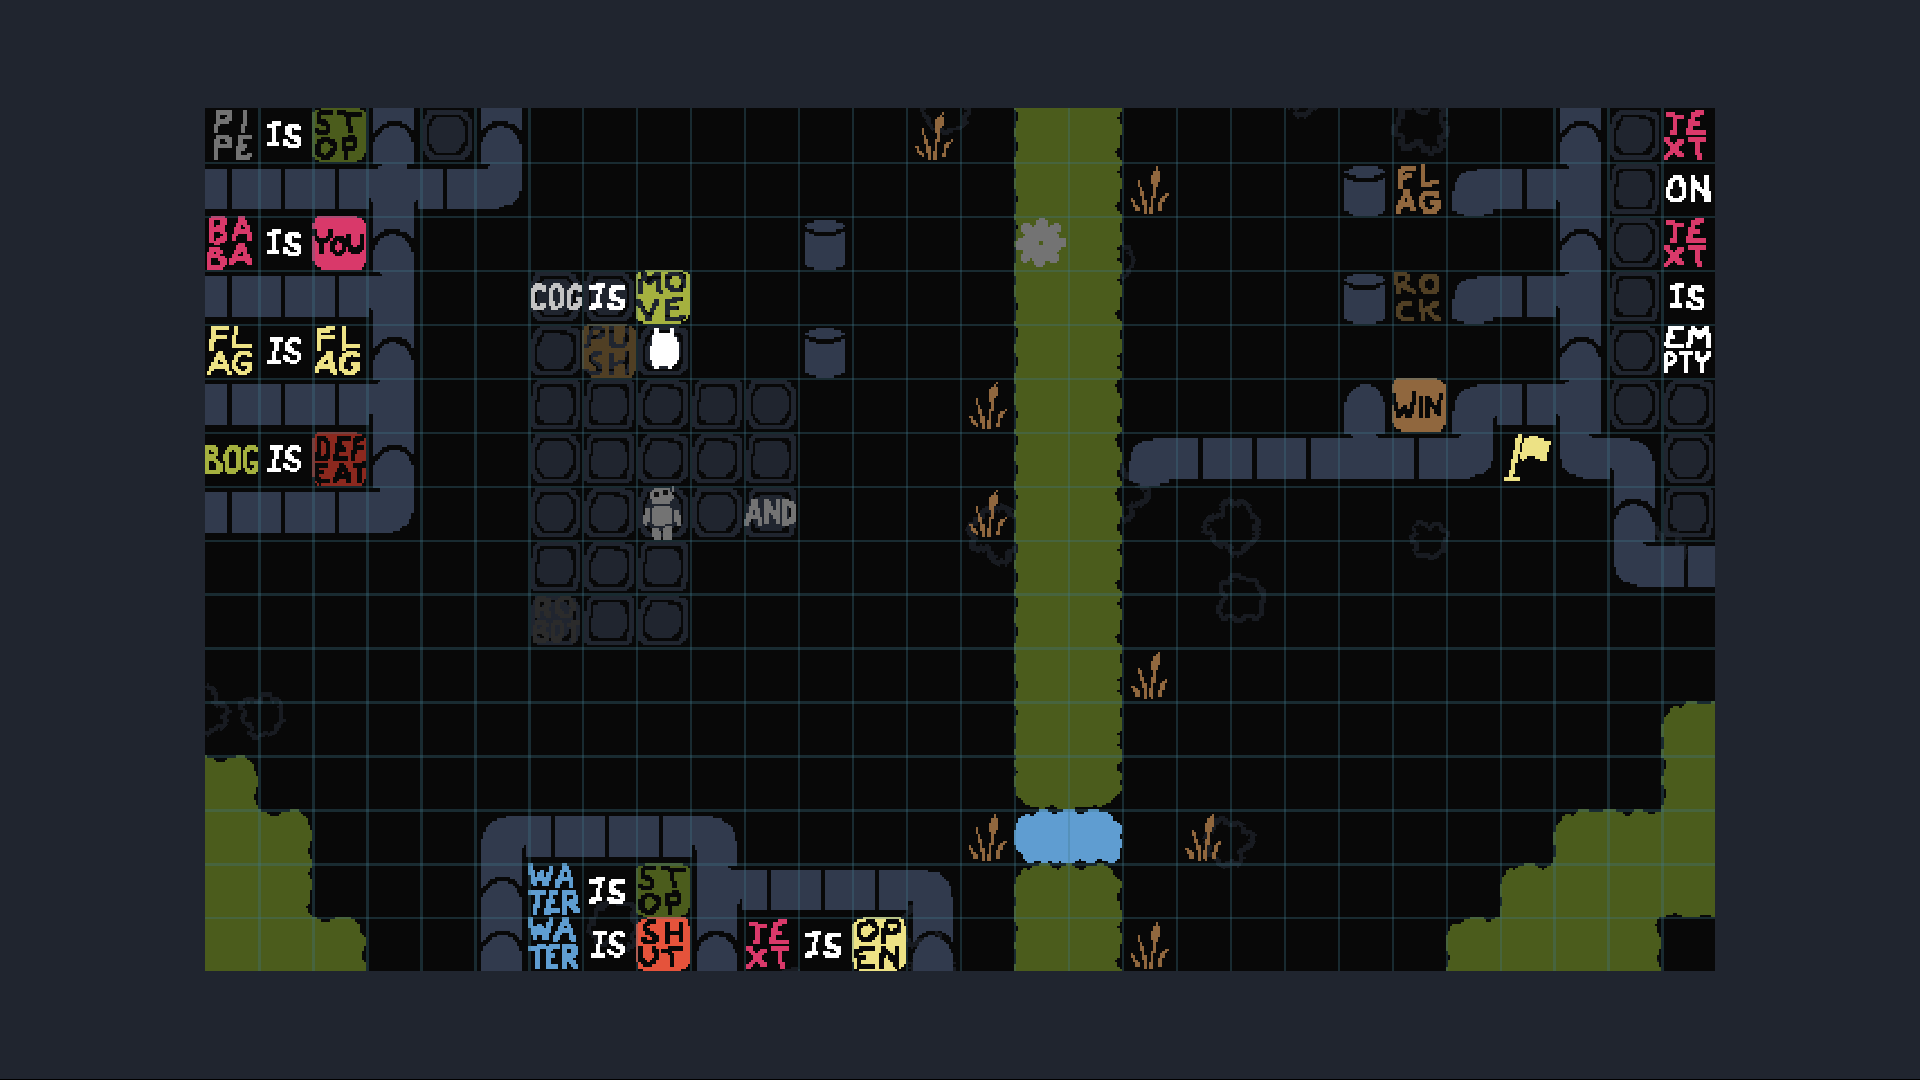 PIPE IS STOP
TEXT
FLAG
ON
BABA IS YOU
TEXT
COG IS MOVE
ROCK
IS
FLAG IS FLAG
PUSH
EMPTY
WIN
BOG IS DEFEAT
AND
ROBOT
WATER IS STOP
WATER IS SHUT
TEXT IS OPEN